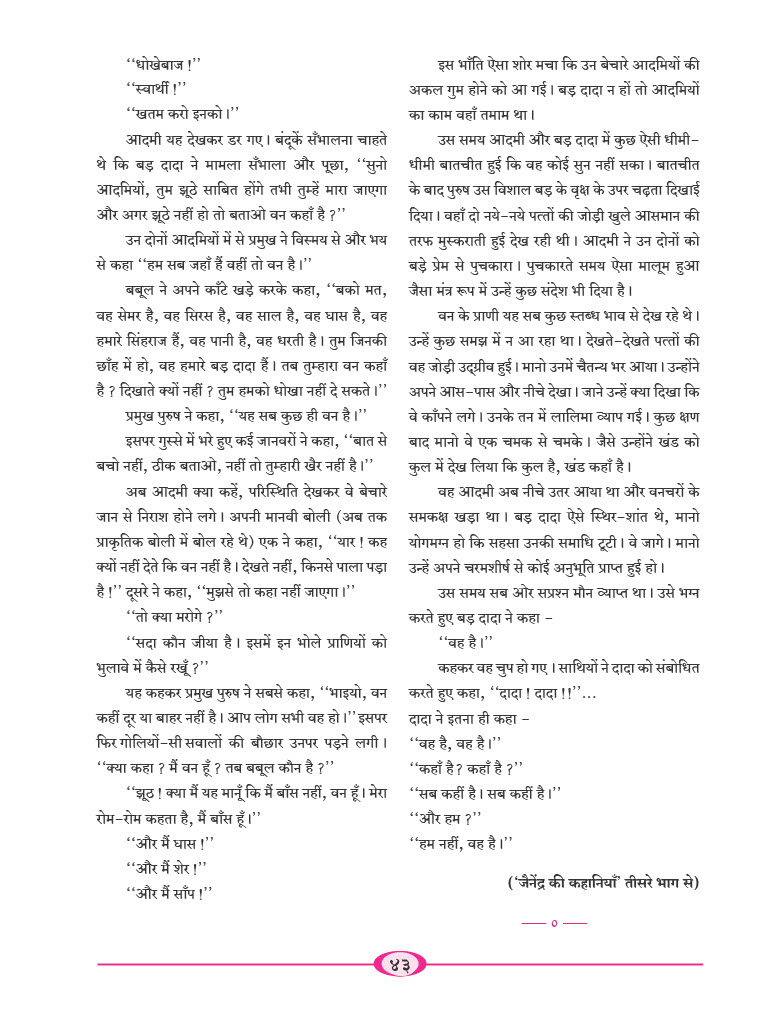 ‘‘धोखेबाज !’’
‘‘स्वार्थी !’’
‘‘खतम करो इनको ।’’
आदमी यह देखकर डर गए । बंदूकें सँभालना चाहते
थे कि बड़ दादा ने मामला सँभाला और पूछा, ‘‘सुनो
आदमियों, तुम झूठे साबित होंगे तभी तुम्हें मारा जाएगा
और अगर झूठे नहीं हो तो बताओ वन कहाँ है ?’’
उन दोनों आदमियों में से प्रमुख ने विस्मय से और भय
से कहा ‘‘हम सब जहाँ हैं वहीं तो वन है ।’’
बबूल ने अपने काँटे खड़े करके कहा, ‘‘बको मत,
वह सेमर है, वह सिरस है, वह साल है, वह घास है, वह
हमारे सिंहराज हैं, वह पानी है, वह धरती है । तुम जिनकी
छाँह में हो, वह हमारे बड़ दादा हैं । तब तुम्हारा वन कहाँ
है ? दिखाते क्यों नहीं ? तुम हमको धोखा नहीं दे सकते ।’’
प्रमुख पुरुष ने कहा, ‘‘यह सब कुछ ही वन है ।’’
इसपर गुस्से में भरे हुए कई जानवरों ने कहा, ‘‘बात से
बचो नहीं, ठीक बताओ, नहीं तो तुम्हारी खैर नहीं है ।’’
अब आदमी क्या कहें, परिस्थिति देखकर वे बेचारे
जान से निराश होने लगे । अपनी मानवी बोली (अब तक
प्राकृतिक बोली में बोल रहे थे) एक ने कहा, ‘‘यार ! कह
क्यों नहीं देते कि वन नहीं है । देखते नहीं, किनसे पाला पड़ा
है !’’ दूसरे ने कहा, ‘‘मुझसे तो कहा नहीं जाएगा ।’’
‘‘तो क्या मरोगे ?’’
‘‘सदा कौन जीया है । इसमें इन भोले प्राणियों को
भुलावे में कैसे रखूँ ?’’
यह कहकर प्रमुख पुरुष ने सबसे कहा, ‘‘भाइयो, वन
कहीं दूर या बाहर नहीं है । आप लोग सभी वह हो ।’’ इसपर
फिर गोलियों-सी सवालों की बौछार उनपर पड़ने लगी ।
‘‘क्या कहा ? मैं वन हूँ ? तब बबूल कौन है ?’’
‘‘झूठ ! क्या मैं यह मानूँ कि मैं बाँस नहीं, वन हूँ । मेरा
रोम-रोम कहता है, मैं बाँस हूँ ।’’
‘‘और मैं घास !’’
‘‘और मैं शेर !’’
‘‘और मैं साँप !’’
इस भाँति ऐसा शोर मचा कि उन बेचारे आदमियों की
अकल गुम होने को आ गई । बड़ दादा न हों तो आदमियों
का काम वहाँ तमाम था ।
उस समय आदमी और बड़ दादा में कुछ ऐसी धीमी-
धीमी बातचीत हुई कि वह कोई सुन नहीं सका । बातचीत
के बाद पुरुष उस विशाल बड़ के वृक्ष के उपर चढ़ता दिखाई
दिया । वहाँ दो नये-नये पत्तों की जोड़ी खुले आसमान की
तरफ मुस्कराती हुई देख रही थी । आदमी ने उन दोनों को
बड़े प्रेम से पुचकारा । पुचकारते समय ऐसा मालूम हुआ
जैसा मंत्र रूप में उन्हें कुछ संदेश भी दिया है ।
वन के प्राणी यह सब कुछ स्तब्ध भाव से देख रहे थे ।
उन्हें कुछ समझ में न आ रहा था । देखते-देखते पत्तों की
वह जोड़ी उद्ग्रीव हुई । मानो उनमें चैतन्य भर आया । उन्होंने
अपने आस-पास और नीचे देखा । जाने उन्हें क्या दिखा कि
वे काँपने लगे । उनके तन में लालिमा व्याप गई । कुछ क्षण
बाद मानो वे एक चमक से चमके । जैसे उन्होंने खंड को
कुल में देख लिया कि कुल है, खंड कहाँ है ।
वह आदमी अब नीचे उतर आया था और वनचरों के
समकक्ष खड़ा था । बड़ दादा ऐसे स्थिर-शांत थे, मानो
योगमग्न हो कि सहसा उनकी समाधि टूटी । वे जागे । मानो
उन्हें अपने चरमशीर्ष से कोई अनुभूति प्राप्त हुई हो ।
उस समय सब ओर सप्रश्न मौन व्याप्त था । उसे भग्न
करते हुए बड़ दादा ने कहा -
‘‘वह है ।’’
कहकर वह चुप हो गए । साथियों ने दादा को संबोधित
करते हुए कहा, ‘‘दादा ! दादा !!’’...
दादा ने इतना ही कहा -
‘‘वह है, वह है ।’’
‘‘कहाँ है? कहाँ है ?’’
‘‘सब कहीं है । सब कहीं है ।’’
‘‘और हम ?’’
‘‘हम नहीं, वह है ।’’
(‘जैनेंद्र की कहानियाँ’ तीसरे भाग से)
०
४३